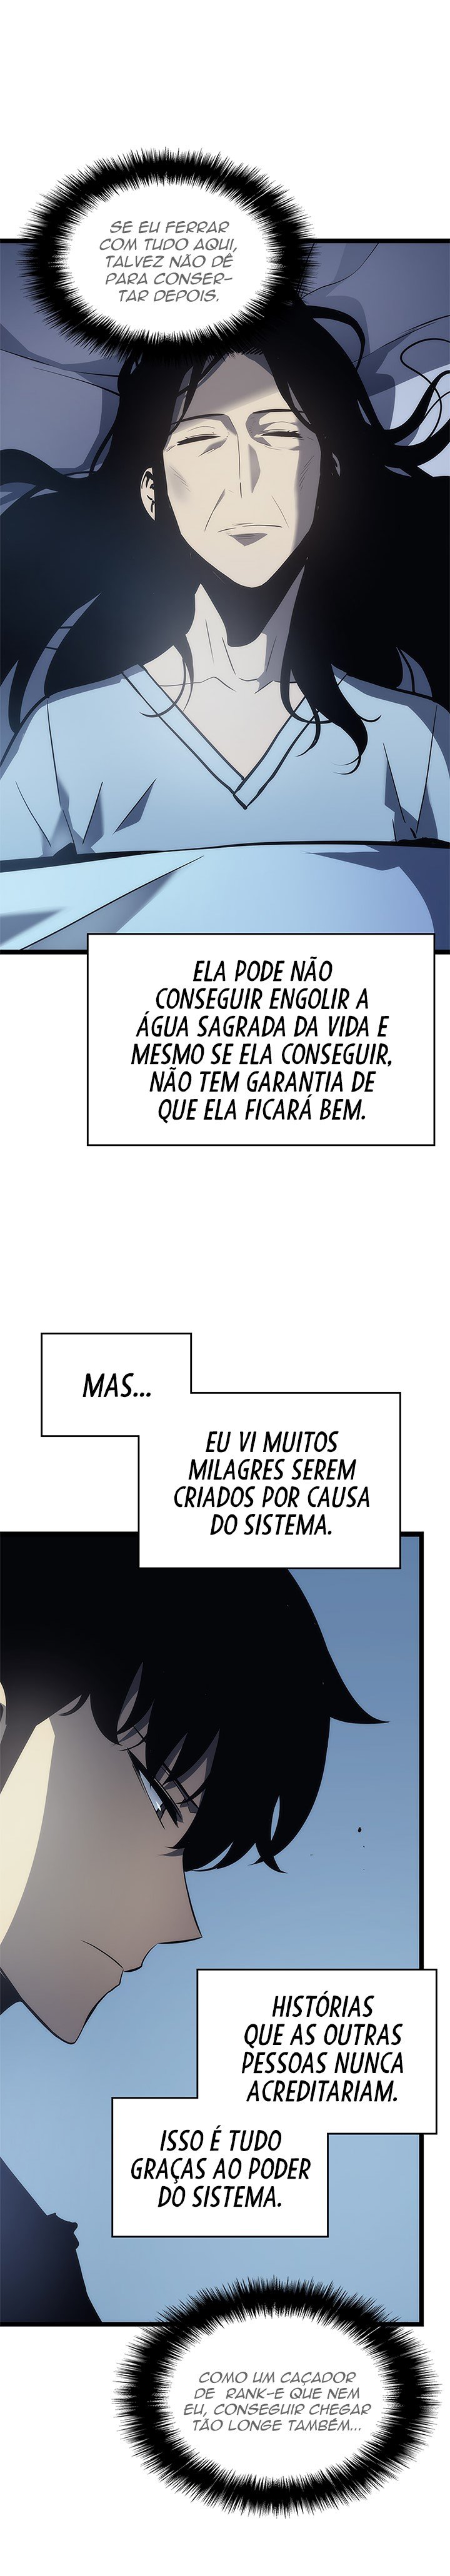 SE EU FERRAR
COM TUDO AQUI,
TALVEZ NÃO DÊ
PARA CONSER-
TAR DEPOIS.
ELA PODE NÃO
CONSEGUIR ENGOLIR A
ÁGUA SAGRADA DA VIDA E
MESMO SE ELA CONSEGUIR,
NÃO TEM GARANTIA DE
QUE ELA FICARÁ BEM.
MAS...
EU VI MUITOS
MILAGRES SEREM
CRIADOS POR CAUSA
DO SISTEMA.
HISTÓRIAS
QUE AS OUTRAS
PESSOAS NUNCA
ACREDITARIAM.
ISSO É TUDO
GRAÇAS AO PODER
DO SISTEMA.
COMO UM CAÇADOR
DE RANK-E QUE NEM
EU, CONSEGUIR CHEGAR
TÃO LONGE TAMBÉM...